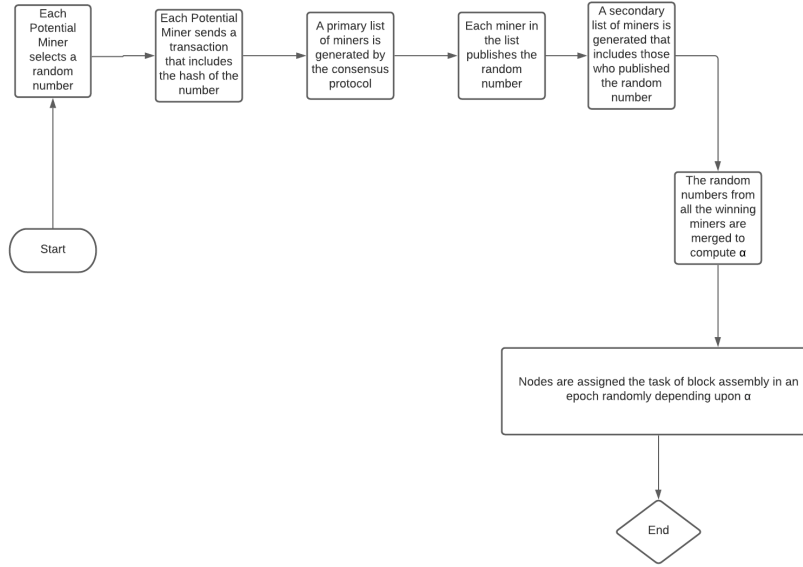 Each
Potential
Miner
selects a
random
number
Each Potential
Miner sends a
transaction
that includes
the hash of the
number
A primary list
of miners is
generated by
the consensus
protocol
Each miner in
the list
publishes the
random
number
A secondary
list of miners is
generated that
includes those
who published
the random
number
The random
numbers from
all the winning
miners are
merged to
compute α
Start
Nodes are assigned the task of block assembly in an
epoch randomly depending upon α
End